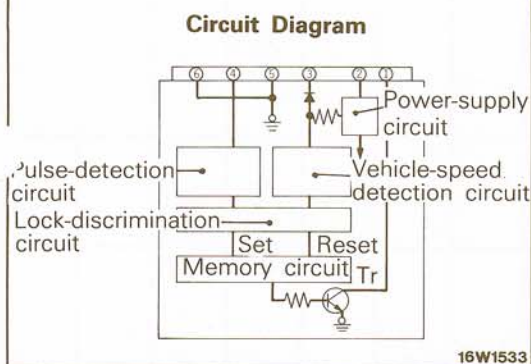 Circuit Diagram
6 4 5 3 2 1
Power-supply
circuit
Pulse-detection
circuit
Vehicle-speed
detection circuit
Lock-discrimination
circuit
Set Reset
Memory circuit Tr
16W1533